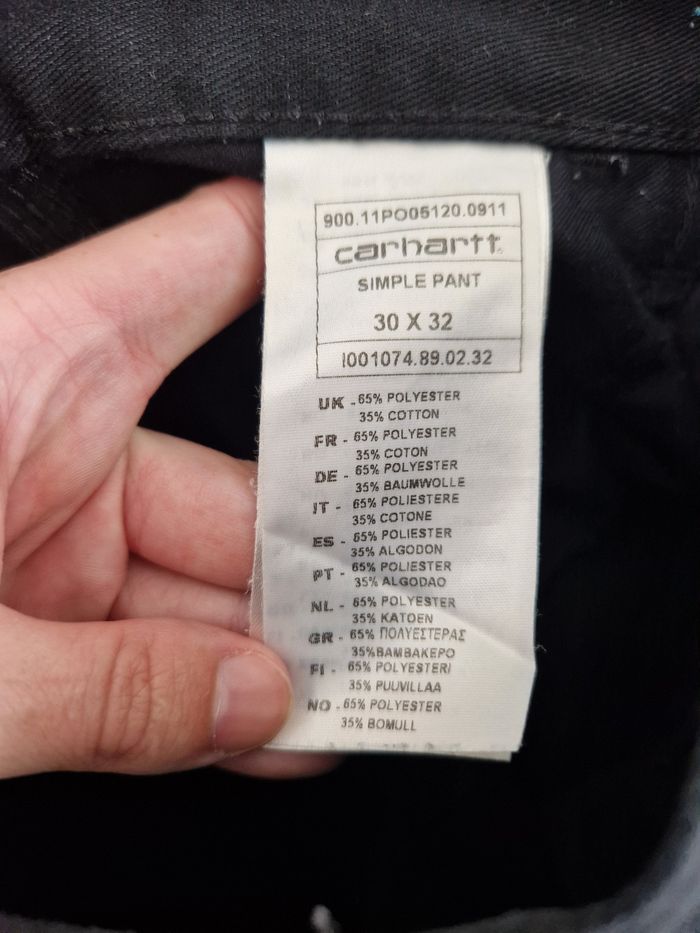 900.11PO05120.0911
carhartt
SIMPLE PANT
30 X 32
I001074.89.02.32
UK - 65% POLYESTER
35% COTTON
FR - 65% POLYESTER
35% COTON
DE - 65% POLYESTER
35% BAUMWOLLE
IT - 65% POLIESTERE
35% COTONE
ES - 65% POLIESTER
35% ALGODON
PT - 65% POLIESTER
35% ALGODAO
NL - 65% POLYESTER
35% KATOEN
GR - 65% ΠΟΛΥΕΣΤΕΡΑΣ
35%ΒΑΜΒΑΚΕΡΟ
FI - 65% POLYESTERI
35% PUUVILLAA
NO - 65% POLYESTER
35% BOMULL